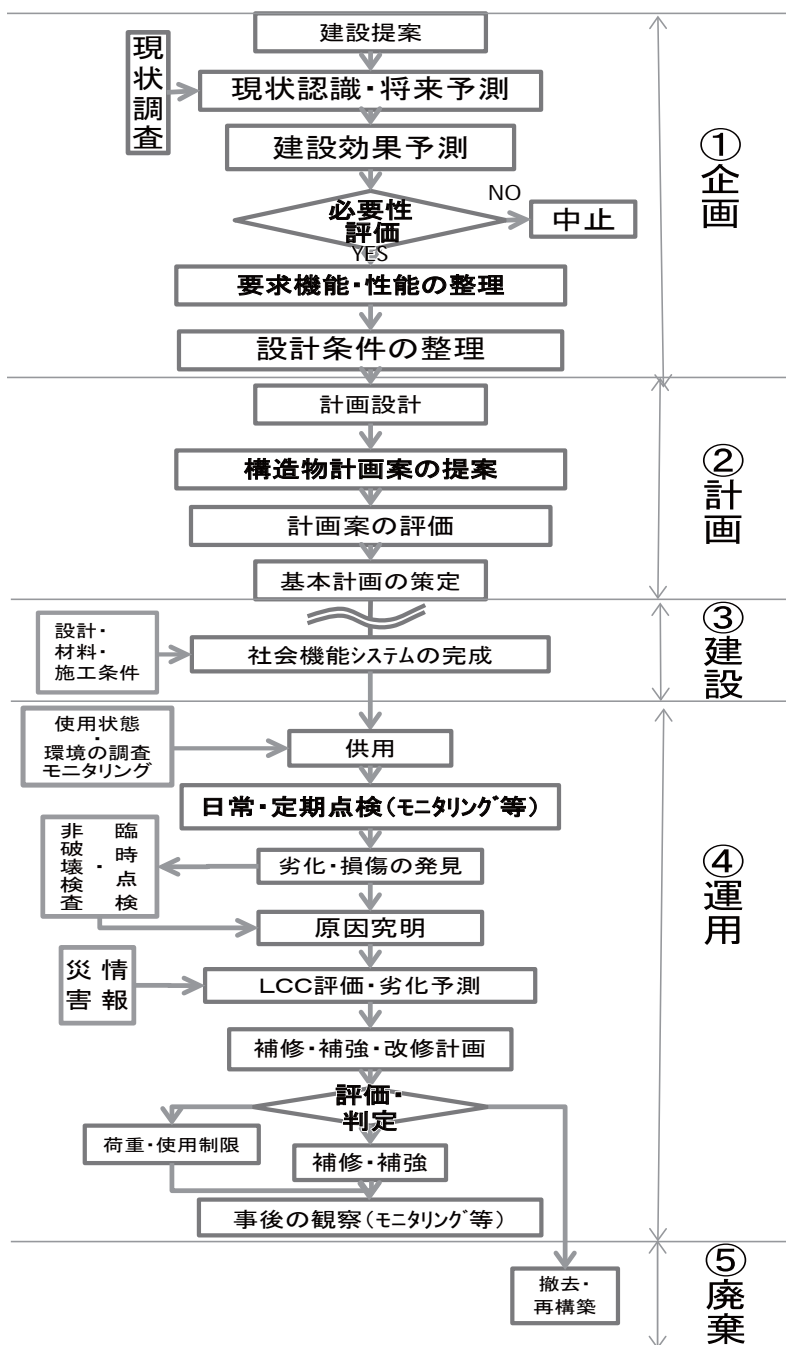 建設提案
現状調査
現状認識・将来予測
建設効果予測
①企画
必要性
評価
NO
中止
YES
要求機能・性能の整理
設計条件の整理
計画設計
構造物計画案の提案
②計画
計画案の評価
基本計画の策定
設計・
材料・
施工条件
社会機能システムの完成
③建設
使用状態
・
環境の調査
モニタリング
供用
日常・定期点検(モニタリング等)
臨時点検
・
非破壊検査
劣化・損傷の発見
④運用
原因究明
災害
情報
LCC評価・劣化予測
補修・補強・改修計画
評価・
判定
荷重・使用制限
補修・補強
事後の観察(モニタリング等)
撤去・
再構築
⑤廃棄